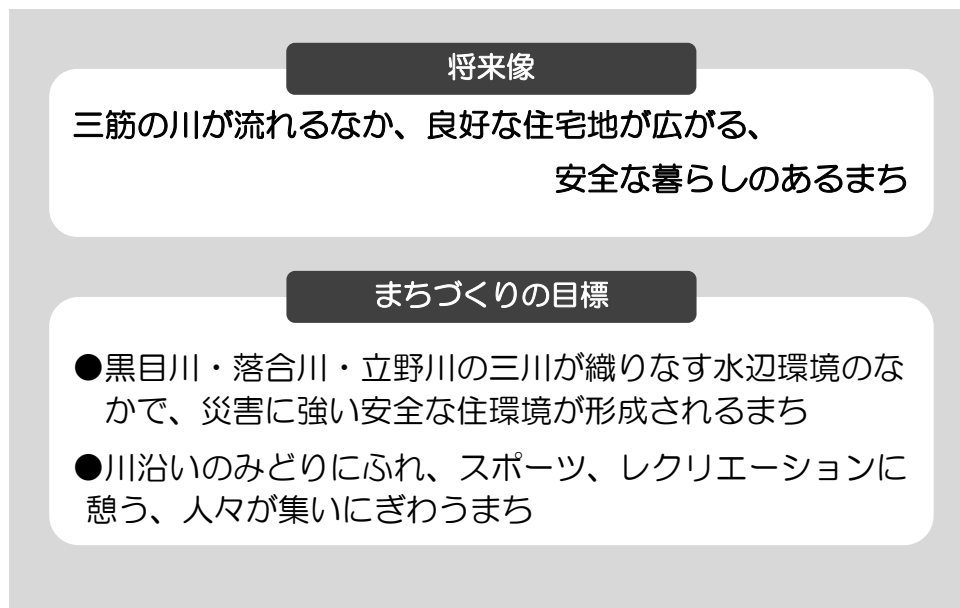 将来像
三筋の川が流れるなか、良好な住宅地が広がる、
安全な暮らしのあるまち
まちづくりの目標
●黒目川・落合川・立野川の三川が織りなす水辺環境のな
かで、災害に強い安全な住環境が形成されるまち
●川沿いのみどりにふれ、スポーツ、レクリエーションに
憩う、人々が集いにぎわうまち